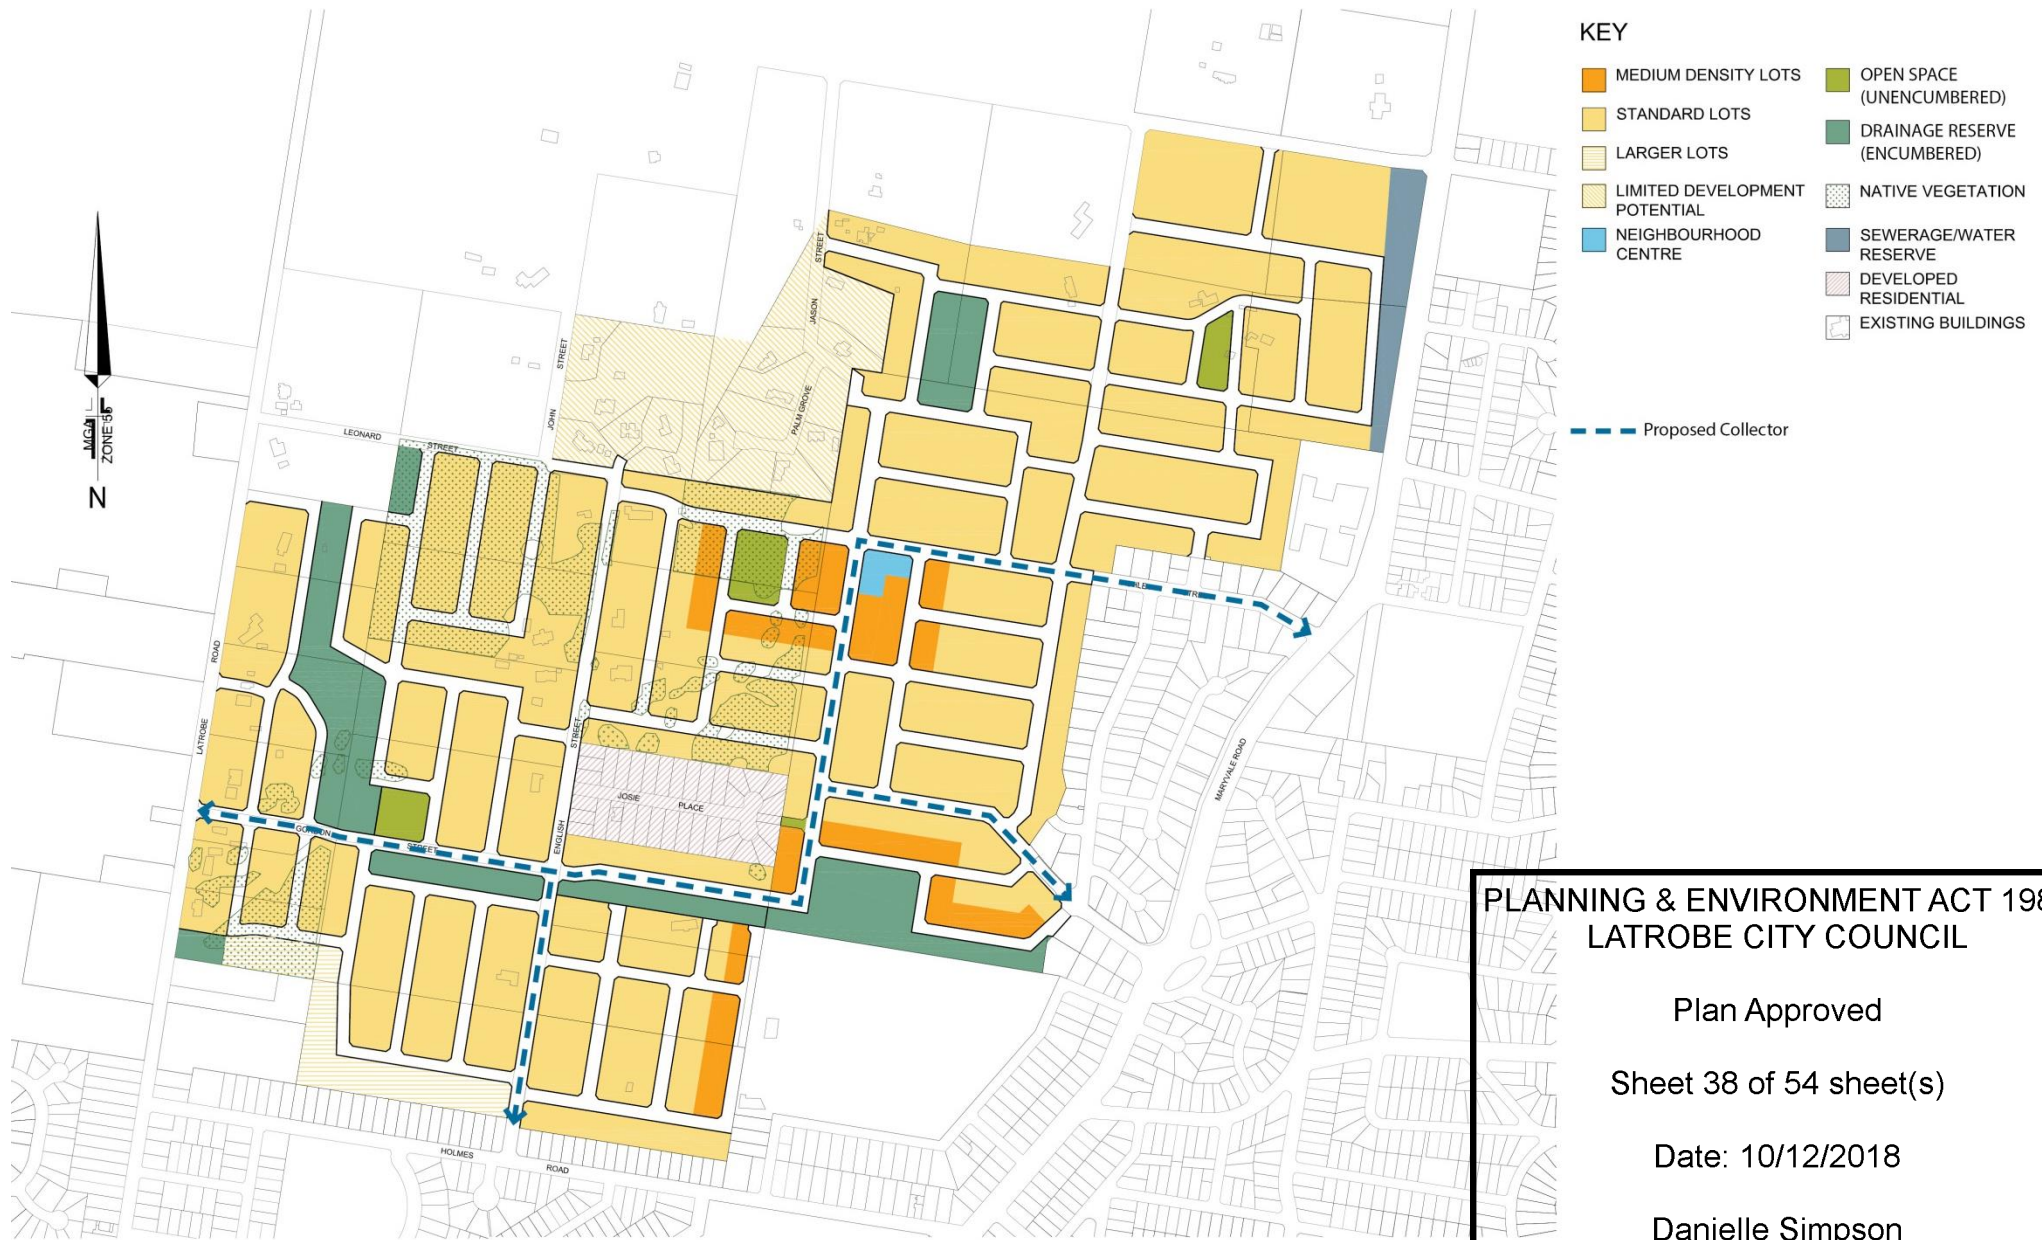 KEY
MEDIUM DENSITY LOTS
STANDARD LOTS
LARGER LOTS
LIMITED DEVELOPMENT
POTENTIAL
NEIGHBOURHOOD
CENTRE
OPEN SPACE
(UNENCUMBERED)
DRAINAGE RESERVE
(ENCUMBERED)
NATIVE VEGETATION
SEWERAGE/WATER
RESERVE
DEVELOPED
RESIDENTIAL
EXISTING BUILDINGS
Proposed Collector
MGA
ZONE 55
N
LEONARD
STREET
JOHN
STREET
JASON
STREET
PALM GROVE
LATROBE
ROAD
GORDON
STREET
ENGLISH
STREET
JOSIE
PLACE
MARYVALE ROAD
HOLMES
ROAD
PLANNING & ENVIRONMENT ACT 198
LATROBE CITY COUNCIL
Plan Approved
Sheet 38 of 54 sheet(s)
Date: 10/12/2018
Danielle Simpson